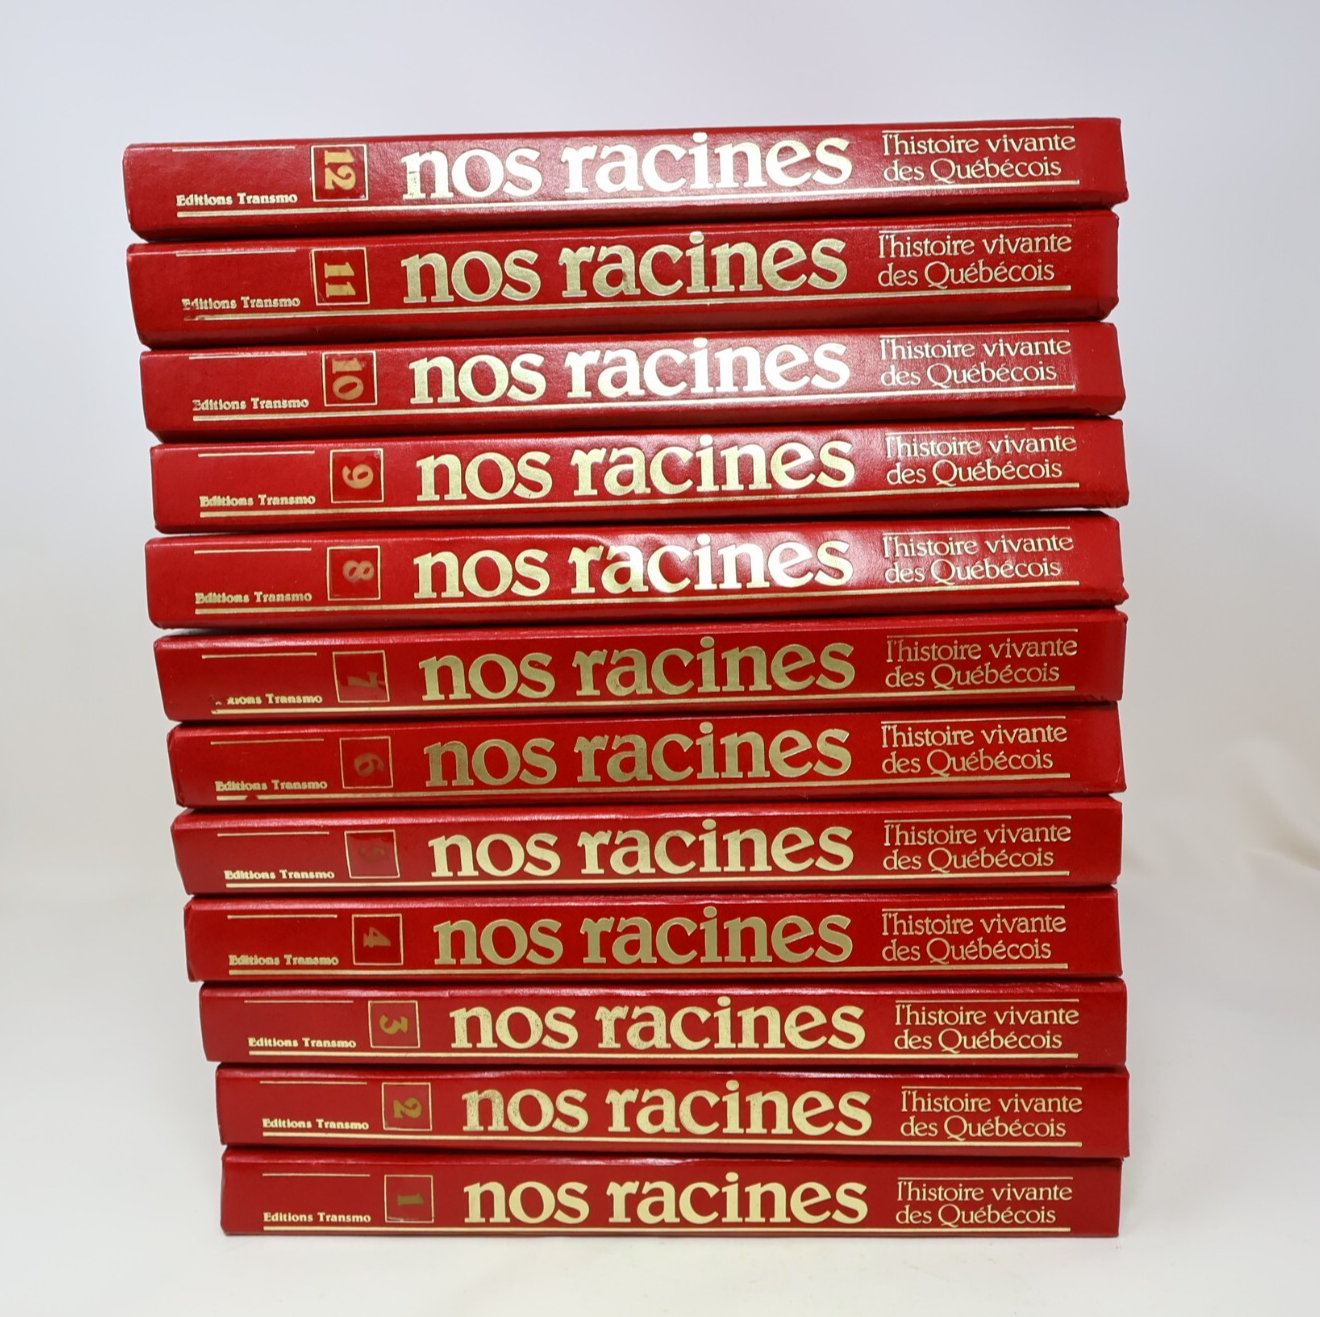 Editions Transmo 12 nos racines l'histoire vivante
des Québécois
Editions Transmo 11 nos racines l'histoire vivante
des Québécois
Editions Transmo 10 nos racines l'histoire vivante
des Québécois
Editions Transmo 9 nos racines l'histoire vivante
des Québécois
Editions Transmo 8 nos racines l'histoire vivante
des Québécois
Transmo 7 nos racines l'histoire vivante
des Québécois
Editions Transmo 6 nos racines l'histoire vivante
des Québécois
Editions Transmo 5 nos racines l'histoire vivante
des Québécois
Editions Transmo 4 nos racines l'histoire vivante
des Québécois
Editions Transmo 3 nos racines l'histoire vivante
des Québécois
Editions Transmo 2 nos racines l'histoire vivante
des Québécois
Editions Transmo 1 nos racines l'histoire vivante
des Québécois